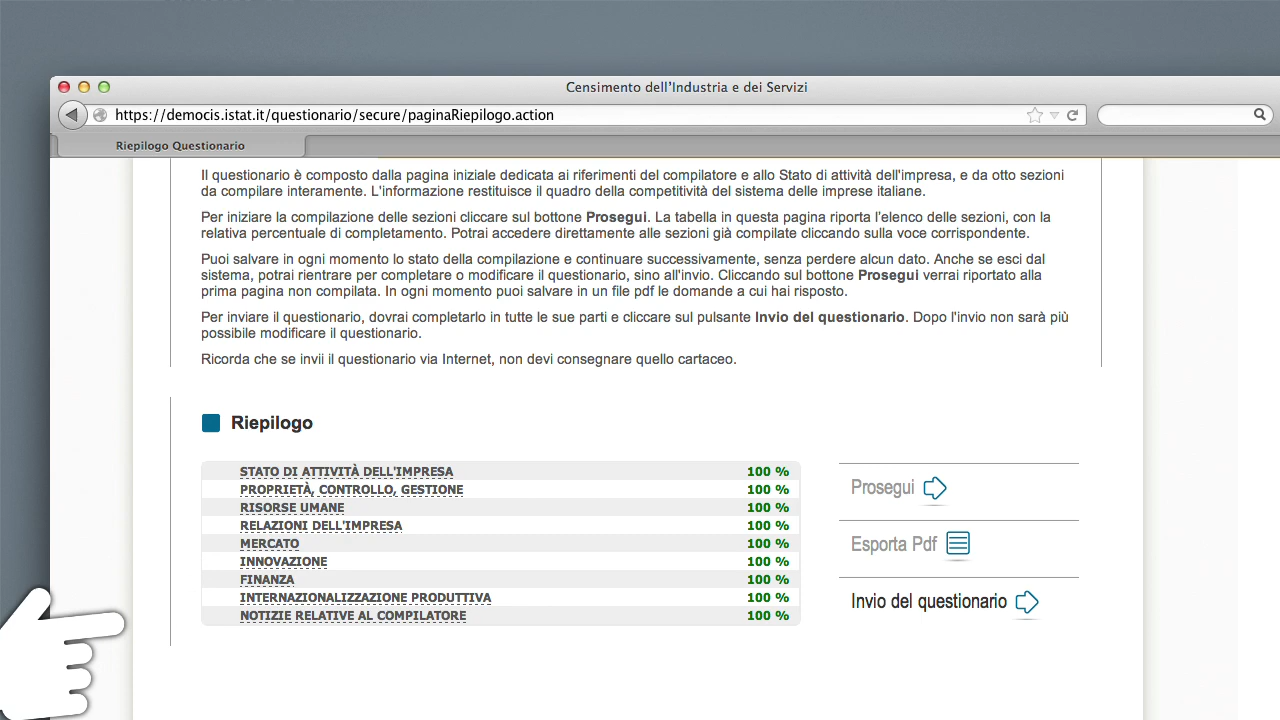 Censimento dell'Industria e dei Servizi
https://democis.istat.it/questionario/secure/paginaRiepilogo.action
Riepilogo Questionario
Il questionario è composto dalla pagina iniziale dedicata ai riferimenti del compilatore e allo Stato di attività dell'impresa, e da otto sezioni
da compilare interamente. L'informazione restituisce il quadro della competitività del sistema delle imprese italiane.
Per iniziare la compilazione delle sezioni cliccare sul bottone Prosegui. La tabella in questa pagina riporta l'elenco delle sezioni, con la
relativa percentuale di completamento. Potrai accedere direttamente alle sezioni già compilate cliccando sulla voce corrispondente.
Puoi salvare in ogni momento lo stato della compilazione e continuare successivamente, senza perdere alcun dato. Anche se esci dal
sistema, potrai rientrare per completare o modificare il questionario, sino all'invio. Cliccando sul bottone Prosegui verrai riportato alla
prima pagina non compilata. In ogni momento puoi salvare in un file pdf le domande a cui hai risposto.
Per inviare il questionario, dovrai completarlo in tutte le sue parti e cliccare sul pulsante Invio del questionario. Dopo l'invio non sarà più
possibile modificare il questionario.
Ricorda che se invii il questionario via Internet, non devi consegnare quello cartaceo.
Riepilogo
STATO DI ATTIVITÀ DELL'IMPRESA 100 %
PROPRIETÀ, CONTROLLO, GESTIONE 100 %
RISORSE UMANE 100 %
RELAZIONI DELL'IMPRESA 100 %
MERCATO 100 %
INNOVAZIONE 100 %
FINANZA 100 %
INTERNAZIONALIZZAZIONE PRODUTTIVA 100 %
NOTIZIE RELATIVE AL COMPILATORE 100 %
Prosegui
Esporta Pdf
Invio del questionario